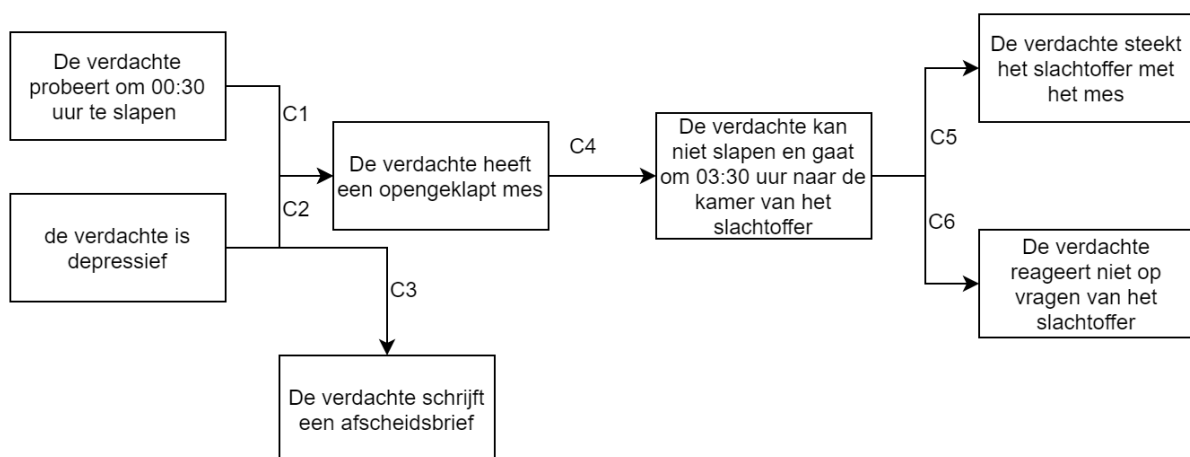 De verdachte
probeert om 00:30
uur te slapen
C1
de verdachte is
depressief
C2
C3
De verdachte heeft
een opengeklapt mes
De verdachte schrijft
een afscheidsbrief
C4
De verdachte kan
niet slapen en gaat
om 03:30 uur naar de
kamer van het
slachtoffer
C5
C6
De verdachte steekt
het slachtoffer met
het mes
De verdachte
reageert niet op
vragen van het
slachtoffer